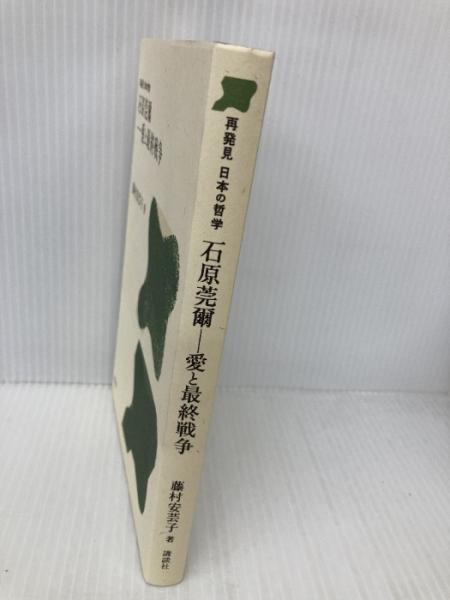 再発見 日本の哲学
石原莞爾――愛と最終戦争
藤村安芸子 著
講談社